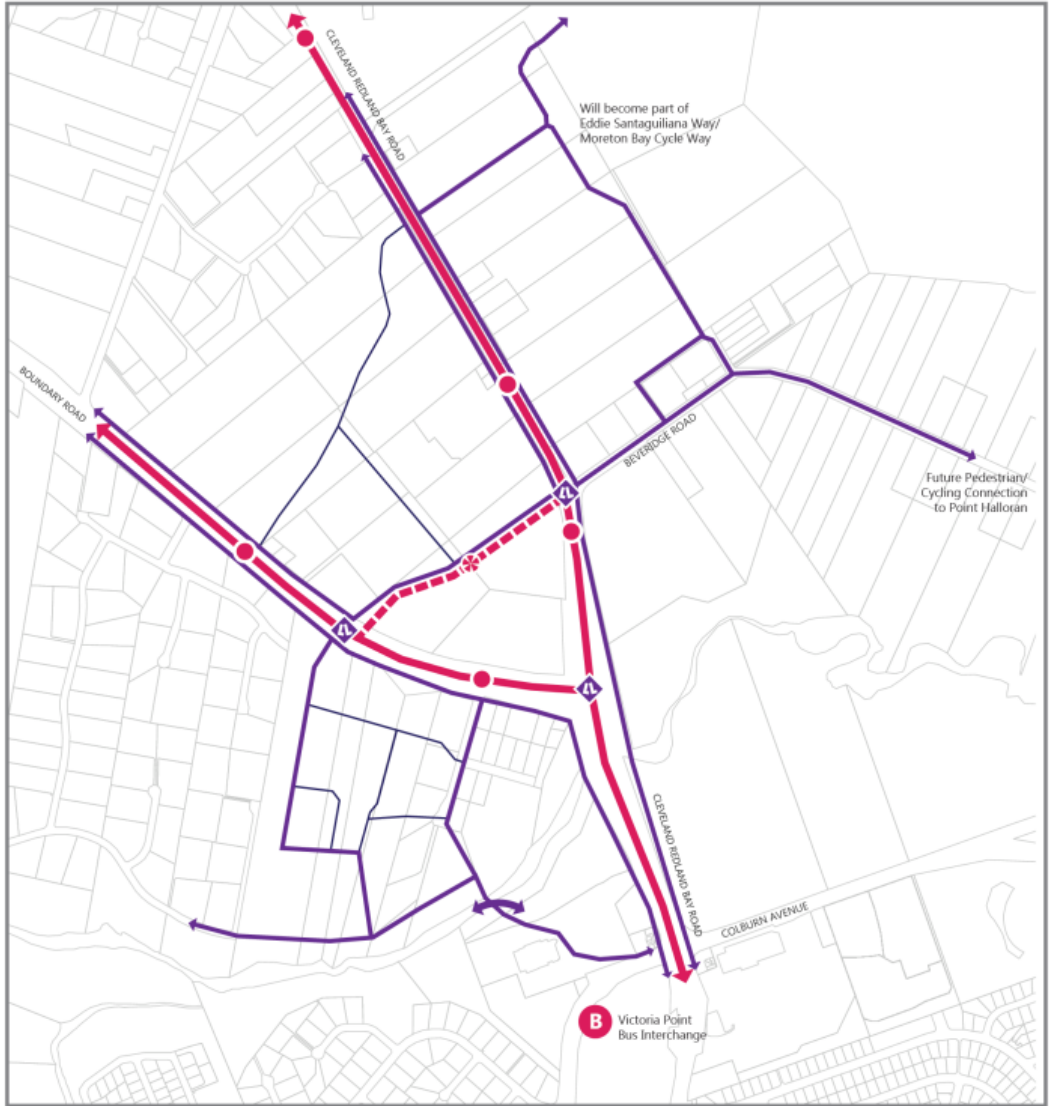 CLEVELAND REDLAND BAY ROAD
Will become part of
Eddie Santaguiliana Way/
Moreton Bay Cycle Way
BOUNDARY ROAD
BEVERIDGE ROAD
Future Pedestrian/
Cycling Connection
to Point Halloran
CLEVELAND REDLAND BAY ROAD
COLBURN AVENUE
B
Victoria Point
Bus Interchange